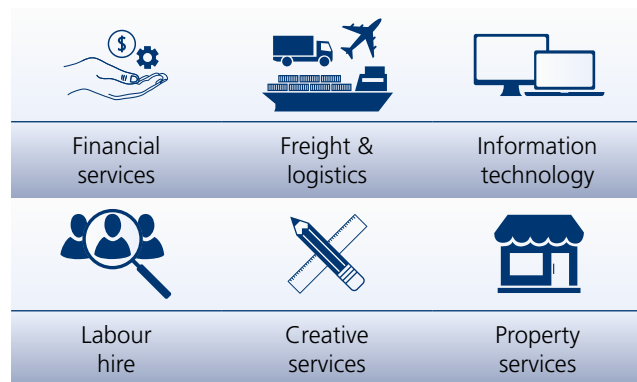 $
Financial
services
Freight &
logistics
Information
technology
Labour
hire
Creative
services
Property
services